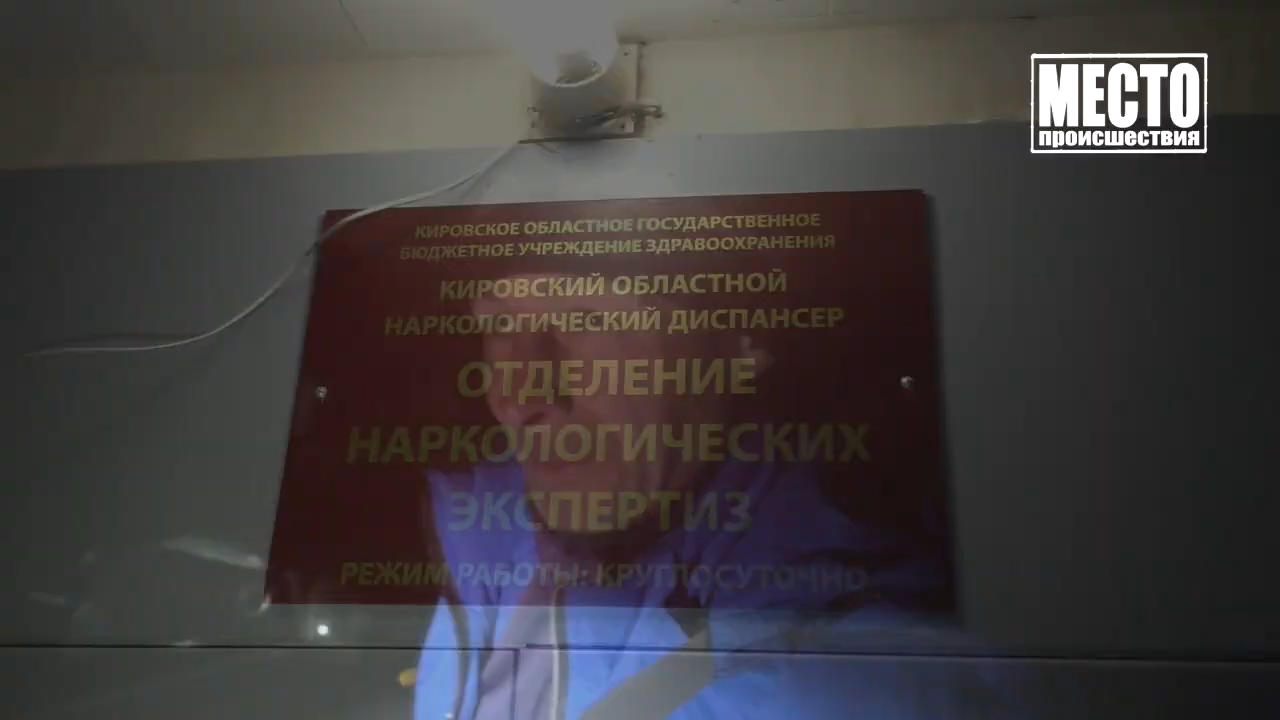 МЕСТО
ПРОИСШЕСТВИЯ
КИРОВСКОЕ ОБЛАСТНОЕ ГОСУДАРСТВЕННОЕ
БЮДЖЕТНОЕ УЧРЕЖДЕНИЕ ЗДРАВООХРАНЕНИЯ
КИРОВСКИЙ ОБЛАСТНОЙ
НАРКОЛОГИЧЕСКИЙ ДИСПАНСЕР
ОТДЕЛЕНИЕ
НАРКОЛОГИЧЕСКИХ
ЭКСПЕРТИЗ
РЕЖИМ РАБОТЫ: КРУГЛОСУТОЧНО